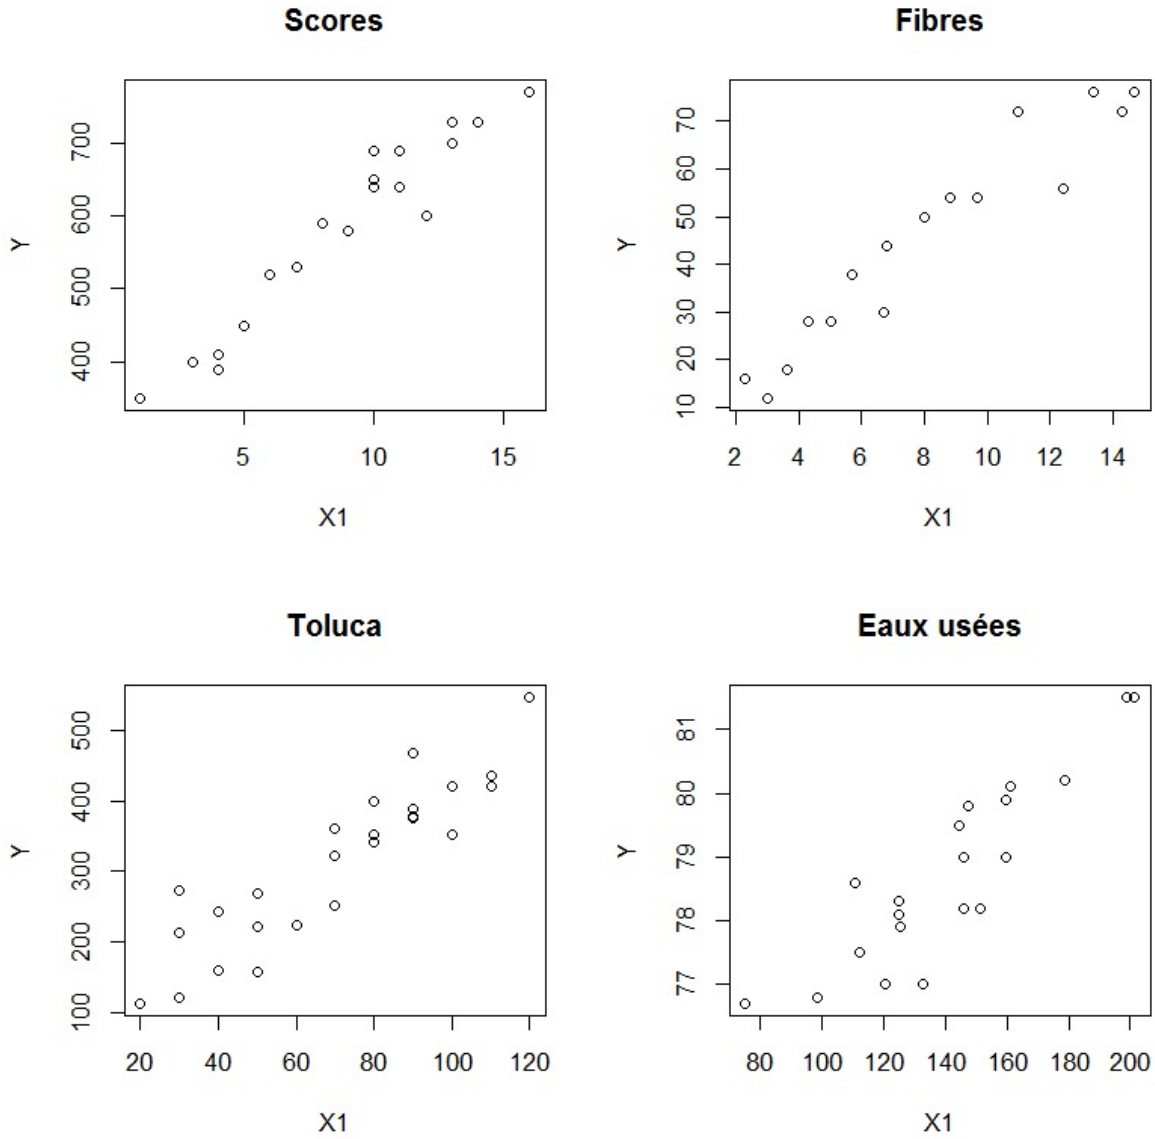 Scores
Y
400 500 600 700
5 10 15
X1
Fibres
Y
10 20 30 40 50 60 70
2 4 6 8 10 12 14
X1
Toluca
Y
100 200 300 400 500
20 40 60 80 100 120
X1
Eaux usées
Y
77 78 79 80 81
80 100 120 140 160 180 200
X1